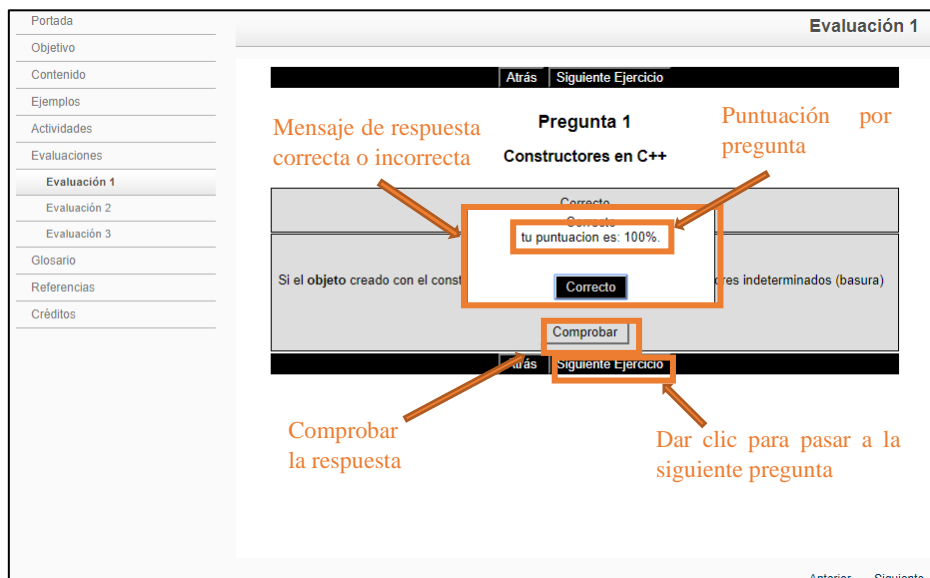 Portada
Objetivo
Contenido
Ejemplos
Actividades
Evaluaciones
Evaluación 1
Evaluación 2
Evaluación 3
Glosario
Referencias
Créditos
Evaluación 1
Atrás Siguiente Ejercicio
Pregunta 1
Constructores en C++
Mensaje de respuesta
correcta o incorrecta
Puntuación por
pregunta
Correcto
Correcto
tu puntuacion es: 100%.
Correcto
Si el objeto creado con el indeterminados (basura)
Comprobar
Atrás Siguiente Ejercicio
Comprobar
la respuesta
Dar clic para pasar a la
siguiente pregunta
Anterior Siguiente